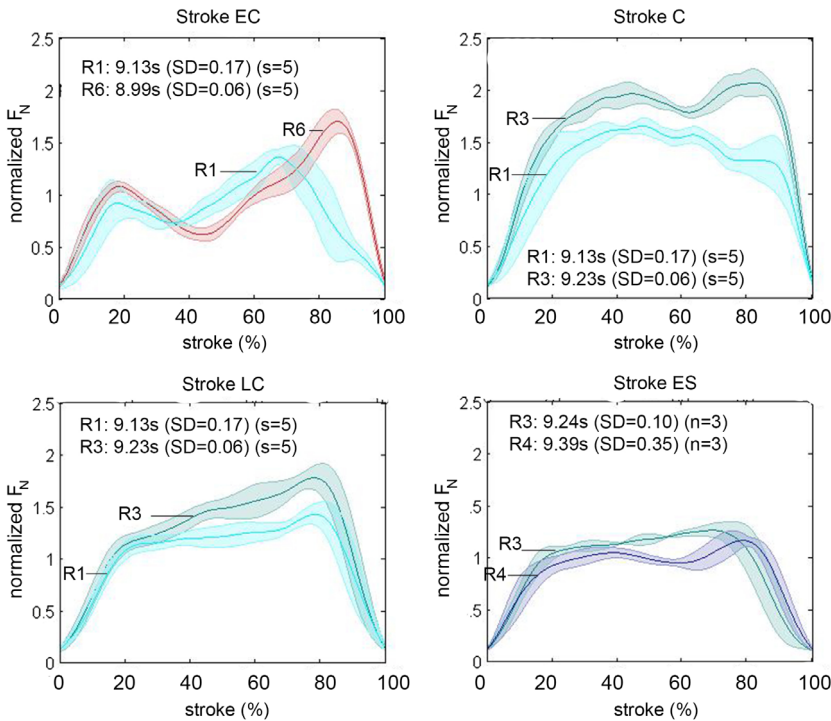 Stroke EC
2.5
R1: 9.13s (SD=0.17) (s=5)
R6: 8.99s (SD=0.06) (s=5)
2
normalized FN
1.5
R6
R1
1
0.5
0
0 20 40 60 80 100
stroke (%)
Stroke C
2.5
2
R3
normalized FN
1.5
R1
1
0.5
R1: 9.13s (SD=0.17) (s=5)
R3: 9.23s (SD=0.06) (s=5)
0
0 20 40 60 80 100
stroke (%)
Stroke LC
2.5
R1: 9.13s (SD=0.17) (s=5)
R3: 9.23s (SD=0.06) (s=5)
2
normalized FN
1.5
R3
1
R1
0.5
0
0 20 40 60 80 100
stroke (%)
Stroke ES
2.5
R3: 9.24s (SD=0.10) (n=3)
R4: 9.39s (SD=0.35) (n=3)
2
normalized FN
.5
R3
1
R4
.5
0
0 20 40 60 80 100
stroke (%)